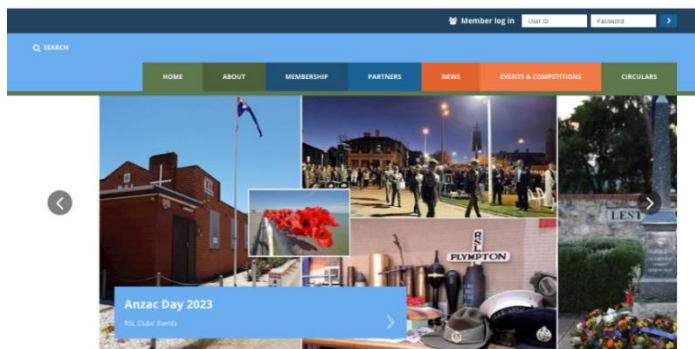 Member log in User ID Password
SEARCH
HOME ABOUT MEMBERSHIP PARTNERS NEWS EVENTS & COMPETITIONS CIRCULARS
LEST
RSL
PLYMPTON
Anzac Day 2023
RSL Clubs' Events